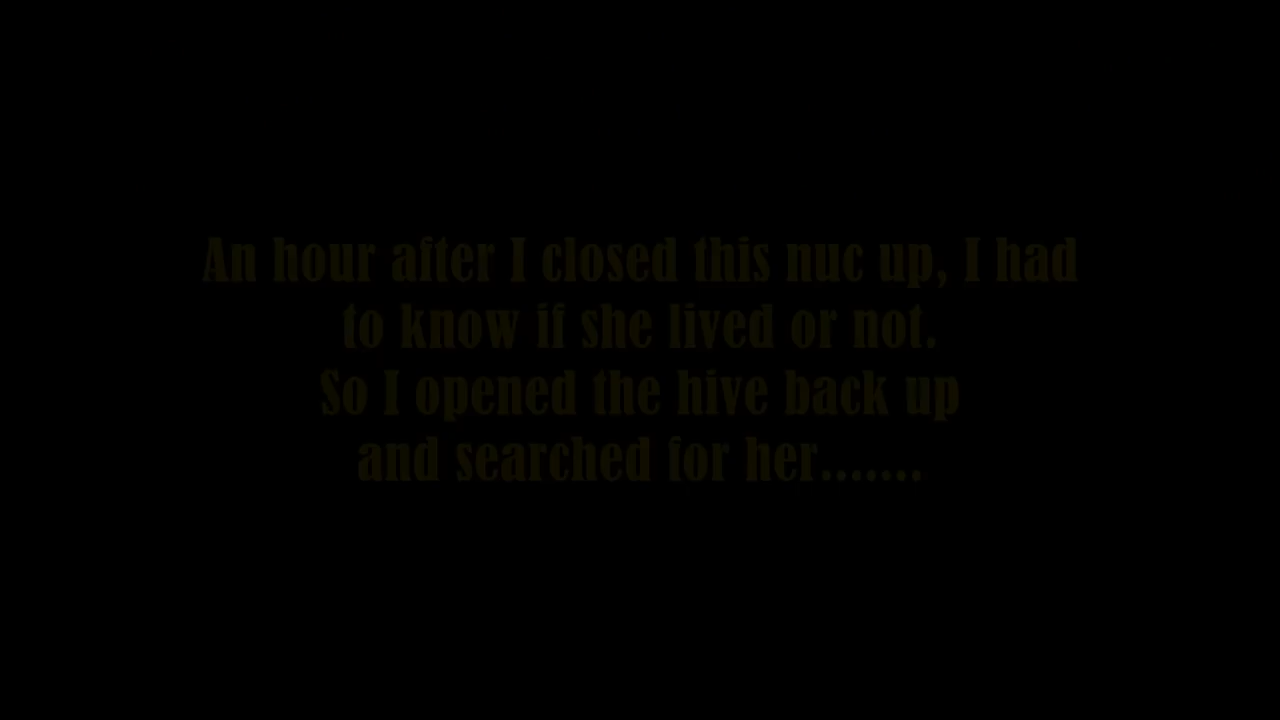 An hour after I closed this nuc up, I had
to know if she lived or not.
So I opened the hive back up
and searched for her.......